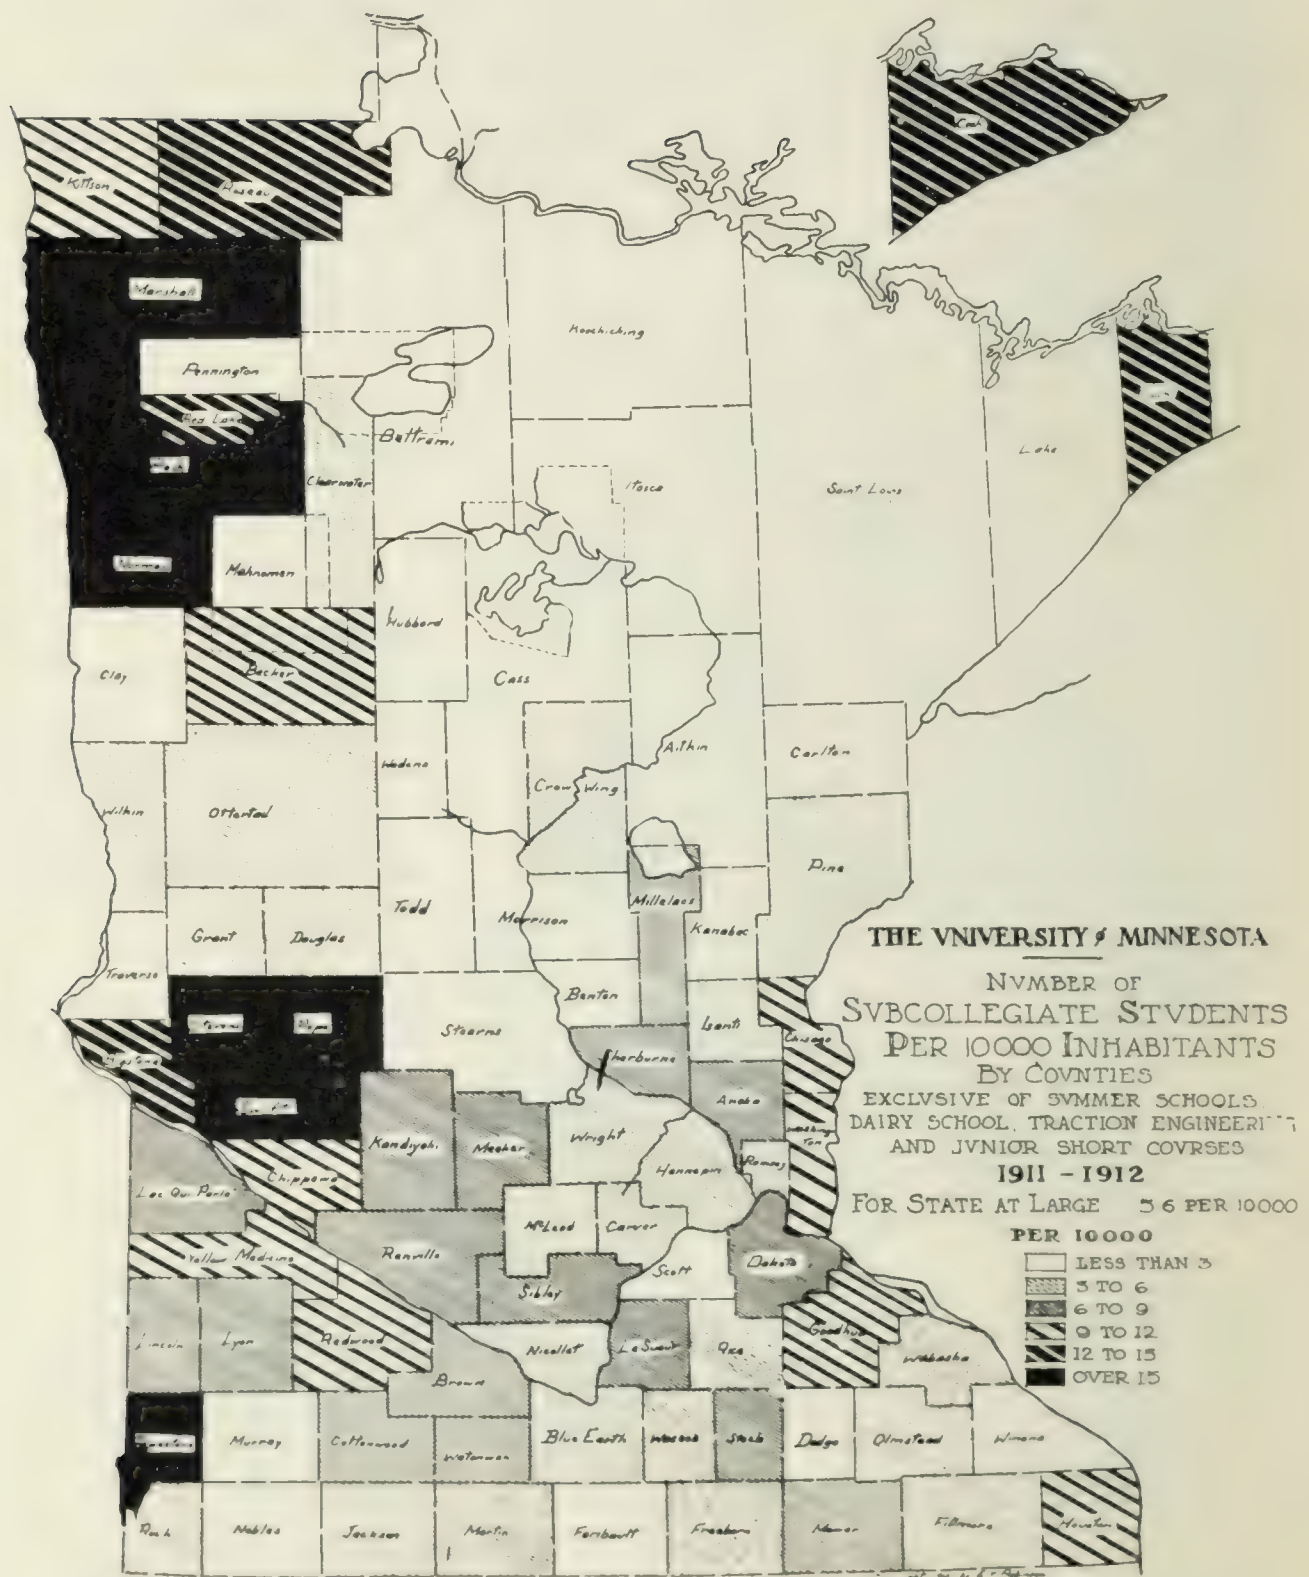 Cook
Kittson
Roseau
Marshall
Koochiching
Pennington
Red Lake
Beltrami
Polk
Clearwater
Itasca
Saint Louis
Lake
Norman
Mahnomen
Hubbard
Clay
Becker
Cass
Wadena
Aitkin
Carlton
Crow Wing
Wilkin
Ottertail
Pine
Todd
Morrison
Millelacs
Kanabec
Grant
Douglas
Traverse
Benton
Stevens
Pope
Stearns
Isanti
Chisago
Sherburne
Anoka
Kandiyohi
Meeker
Wright
Washington
Ramsey
Hennepin
Chippewa
Lac Qui Parle
McLeod
Carver
Yellow Medicine
Renville
Scott
Dakota
Sibley
Lincoln
Lyon
Redwood
Nicollet
Le Sueur
Rice
Goodhue
Wabasha
Brown
Murray
Cottonwood
Watonwan
Blue Earth
Waseca
Steele
Dodge
Olmstead
Winona
Rock
Nobles
Jackson
Martin
Faribault
Freeborn
Mower
Fillmore
Houston
THE VNIVERSITY of MINNESOTA
NVMBER OF
SVBCOLLEGIATE STVDENTS
PER 10000 INHABITANTS
BY COVNTIES
EXCLVSIVE OF SVMMER SCHOOLS
DAIRY SCHOOL, TRACTION ENGINEERI
AND JVNIOR SHORT COVRSES
1911 - 1912
FOR STATE AT LARGE 5 6 PER 10000
PER 10000
LESS THAN 3
3 TO 6
6 TO 9
9 TO 12
12 TO 15
OVER 15